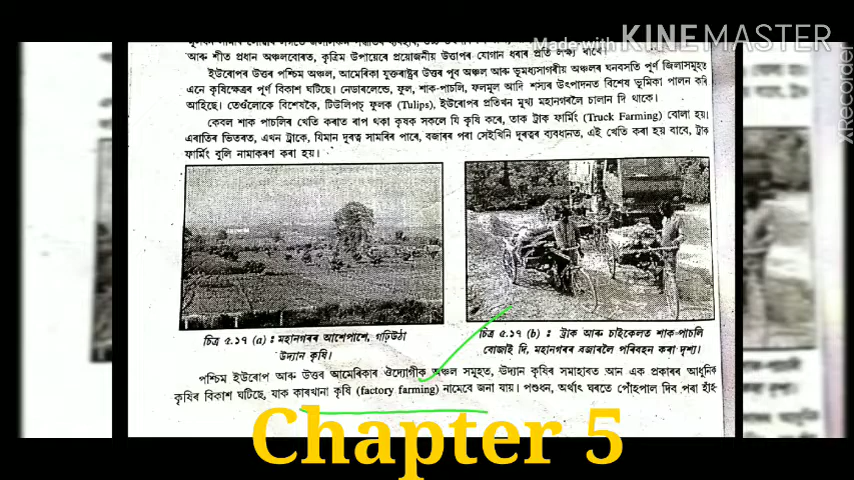 Made with KINEMASTER
XRecorder
আৰু শীত প্ৰধান অঞ্চলবোৰত, কৃত্ৰিম উপায়েৰে প্ৰয়োজনীয় উত্তাপৰ যোগান ধৰাৰ প্ৰতি লক্ষ্য ৰাখে।
ইউৰোপৰ উত্তৰ পশ্চিম অঞ্চল, আমেৰিকা যুক্তৰাষ্ট্ৰৰ উত্তৰ পূব অঞ্চল আৰু ভূমধ্যসাগৰীয় অঞ্চলৰ ঘনবসতি পূৰ্ণ জিলাসমূহত
এনে কৃষিক্ষেত্ৰৰ পূৰ্ণ বিকাশ ঘটিছে। নেডাৰলেণ্ডে, ফুল, শাক-পাচলি, ফলমূল আদি শস্যৰ উৎপাদনত বিশেষ ভূমিকা পালন কৰি
আহিছে। তেওঁলোকে বিশেষকৈ, টিউলিপচ্ ফুলক (Tulips), ইউৰোপৰ প্ৰতিখন মুখ্য মহানগৰলৈ চালান দি থাকে।
কেবল শাক পাচলিৰ খেতি কৰাত ৰাপ থকা কৃষক সকলে যি কৃষি কৰে, তাক ট্ৰাক ফাৰ্মিং (Truck Farming) বোলা হয়।
এৰাতিৰ ভিতৰত, এখন ট্ৰাকে, যিমান দূৰত্ব সামৰিব পাৰে, বজাৰৰ পৰা সেইখিনি দূৰত্বৰ ব্যবধানত, এই খেতি কৰা হয় বাবে, ট্ৰাক
ফাৰ্মিং বুলি নামাকৰণ কৰা হয়।
চিত্ৰ ৫.১৭ (a) : মহানগৰৰ আশেপাশে, গঢ়িউঠা
উদ্যান কৃষি।
চিত্ৰ ৫.১৭ (b) : ট্ৰাক আৰু চাইকেলত শাক-পাচলি
বোজাই দি, মহানগৰৰ বজাৰলৈ পৰিবহন কৰা দৃশ্য।
পশ্চিম ইউৰোপ আৰু উত্তৰ আমেৰিকাৰ ঔদ্যোগীক অঞ্চল সমূহত, উদ্যান কৃষিৰ সমাহাৰত আন এক প্ৰকাৰৰ আধুনিক
কৃষিৰ বিকাশ ঘটিছে, যাক কাৰখানা কৃষি (factory farming) নামেৰে জনা যায়। পশুধন, অৰ্থাৎ ঘৰতে পোঁহপাল দিব পৰা হাঁহ-
Chapter 5